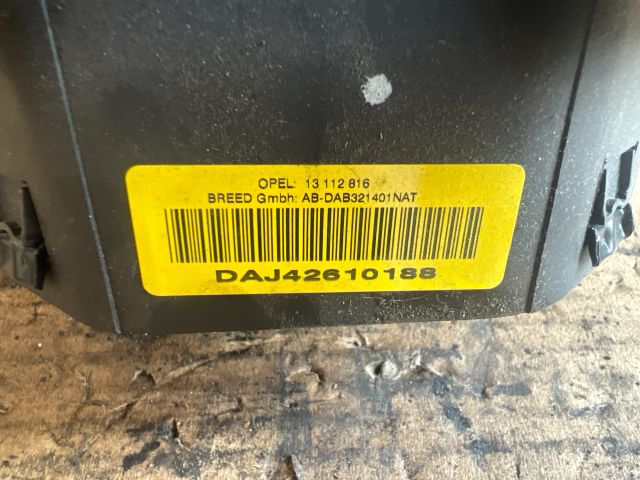 OPEL: 13 112 816
BREED Gmbh: AB-DAB321401NAT
DAJ42610188